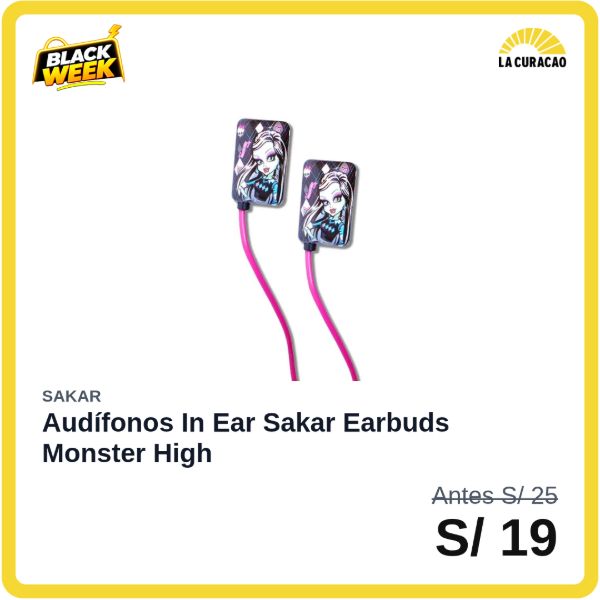 BLACK
WEEK
LA CURACAO
SAKAR
Audífonos In Ear Sakar Earbuds
Monster High
Antes S/ 25
S/ 19